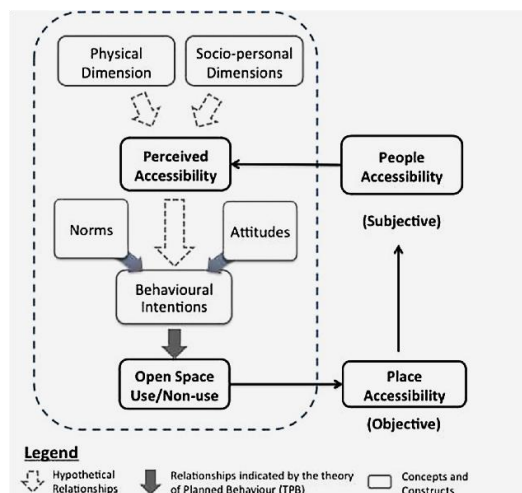 Physical
Dimension
Socio-personal
Dimensions
Perceived
Accessibility
People
Accessibility
(Subjective)
Norms
Attitudes
Behavioural
Intentions
Open Space
Use/Non-use
Place
Accessibility
(Objective)
Legend
Hypothetical
Relationships
Relationships indicated by the theory
of Planned Behaviour (TPB)
Concepts and
Constructs